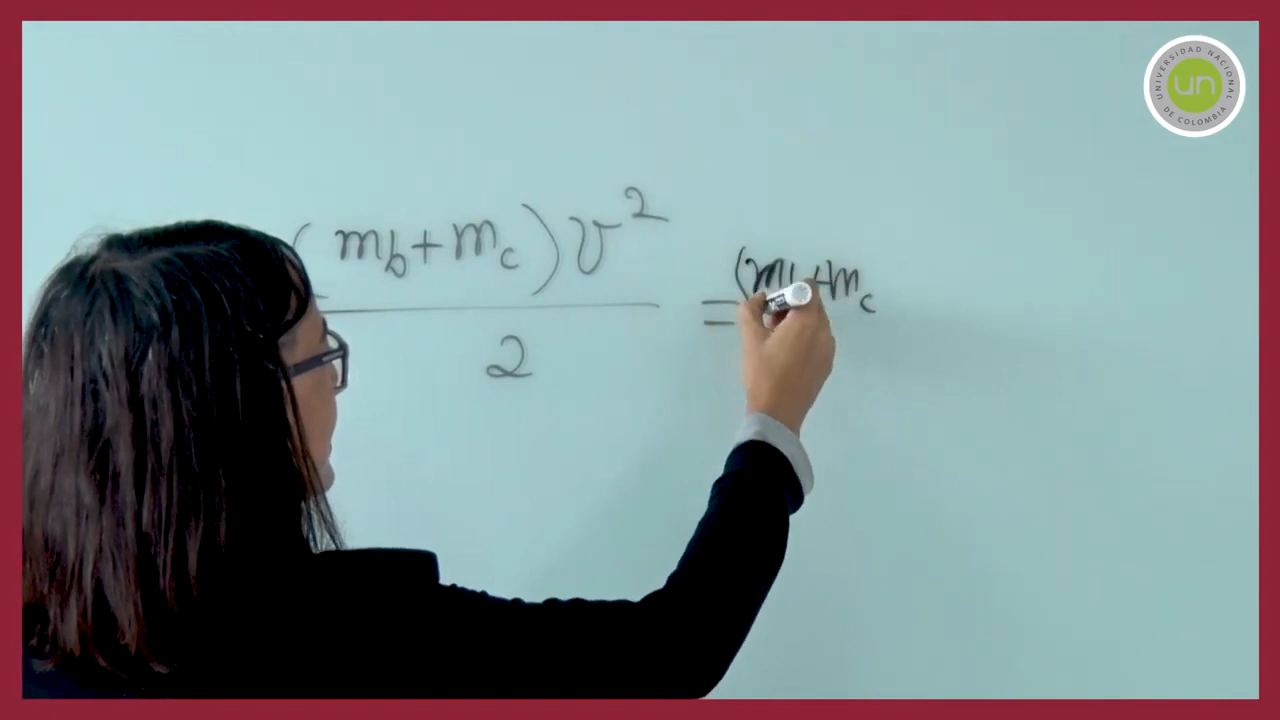 UNIVERSIDAD NACIONAL
un
DE COLOMBIA
(mb+mc)v²
2
= (mb+mc